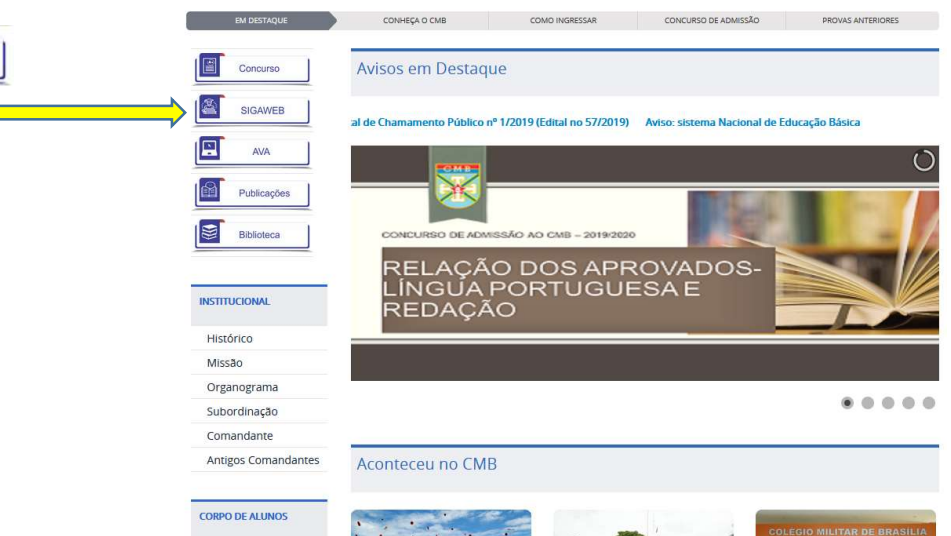 EM DESTAQUE
CONHEÇA O CMB
COMO INGRESSAR
CONCURSO DE ADMISSÃO
PROVAS ANTERIORES
Concurso
SIGAWEB
AVA
Publicações
Biblioteca
INSTITUCIONAL
Histórico
Missão
Organograma
Subordinação
Comandante
Antigos Comandantes
CORPO DE ALUNOS
Avisos em Destaque
al de Chamamento Público nº 1/2019 (Edital no 57/2019) Aviso: sistema Nacional de Educação Básica
CMB
CONCURSO DE ADMISSÃO AO CMB – 2019/2020
RELAÇÃO DOS APROVADOS-
LÍNGUA PORTUGUESA E
REDAÇÃO
Aconteceu no CMB
COLEGIO MILITAR DE BRASILIA